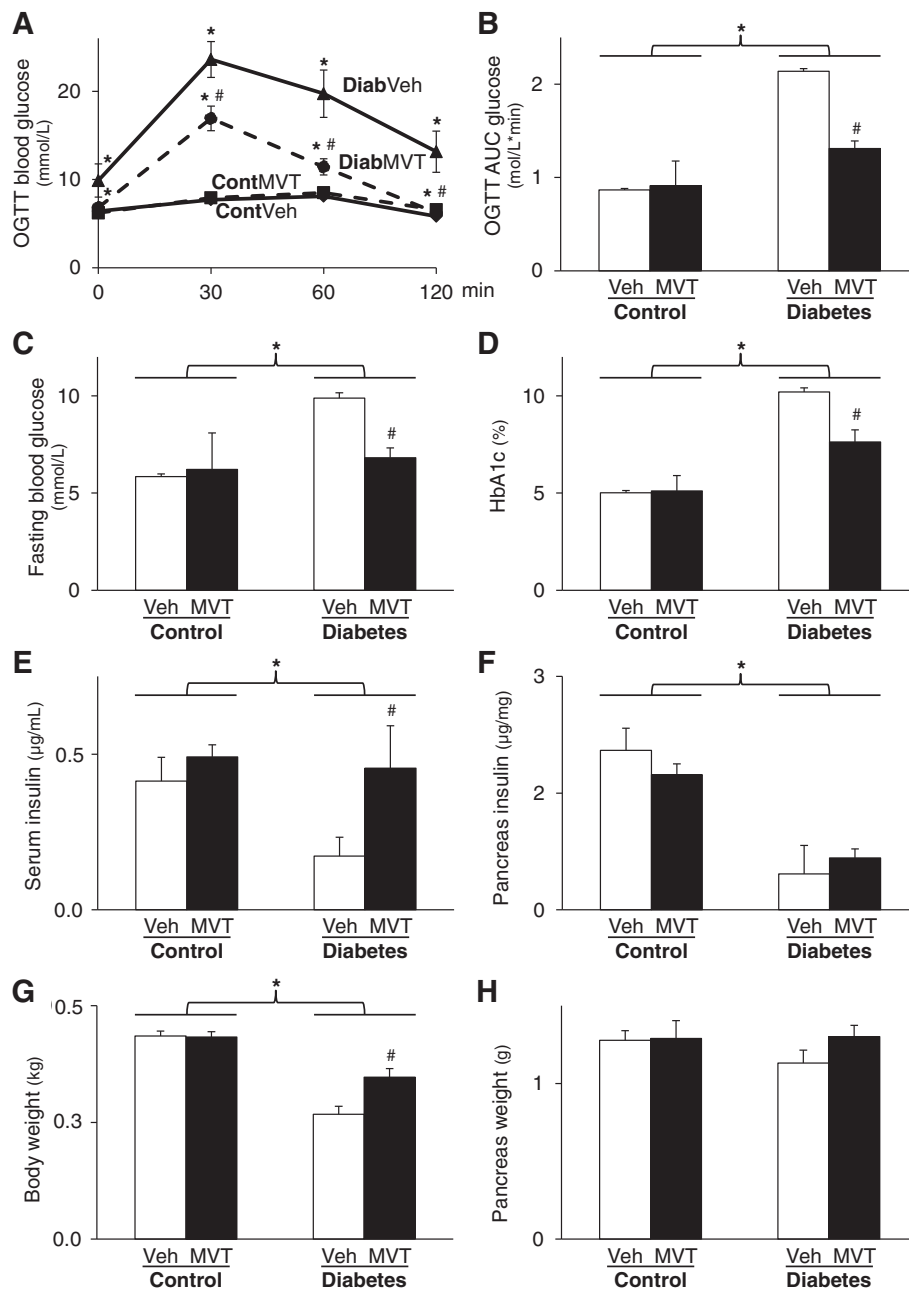 A
OGTT blood glucose
(mmol/L)
20
10
0
0 30 60 120 min
* * * *
* # * # * #
*
DiabVeh
DiabMVT
ContMVT
ContVeh
B
OGTT AUC glucose
(mol/L*min)
2
1
0
*
#
Veh MVT Veh MVT
Control Diabetes
C
Fasting blood glucose
(mmol/L)
10
5
0
*
#
Veh MVT Veh MVT
Control Diabetes
D
HbA1c (%)
10
5
0
*
#
Veh MVT Veh MVT
Control Diabetes
E
Serum insulin (µg/mL)
0.5
0.0
*
#
Veh MVT Veh MVT
Control Diabetes
F
Pancreas insulin (µg/mg)
3
2
0
*
Veh MVT Veh MVT
Control Diabetes
G
Body weight (kg)
0.5
0.3
0.0
*
#
Veh MVT Veh MVT
Control Diabetes
H
Pancreas weight (g)
1
0
Veh MVT Veh MVT
Control Diabetes